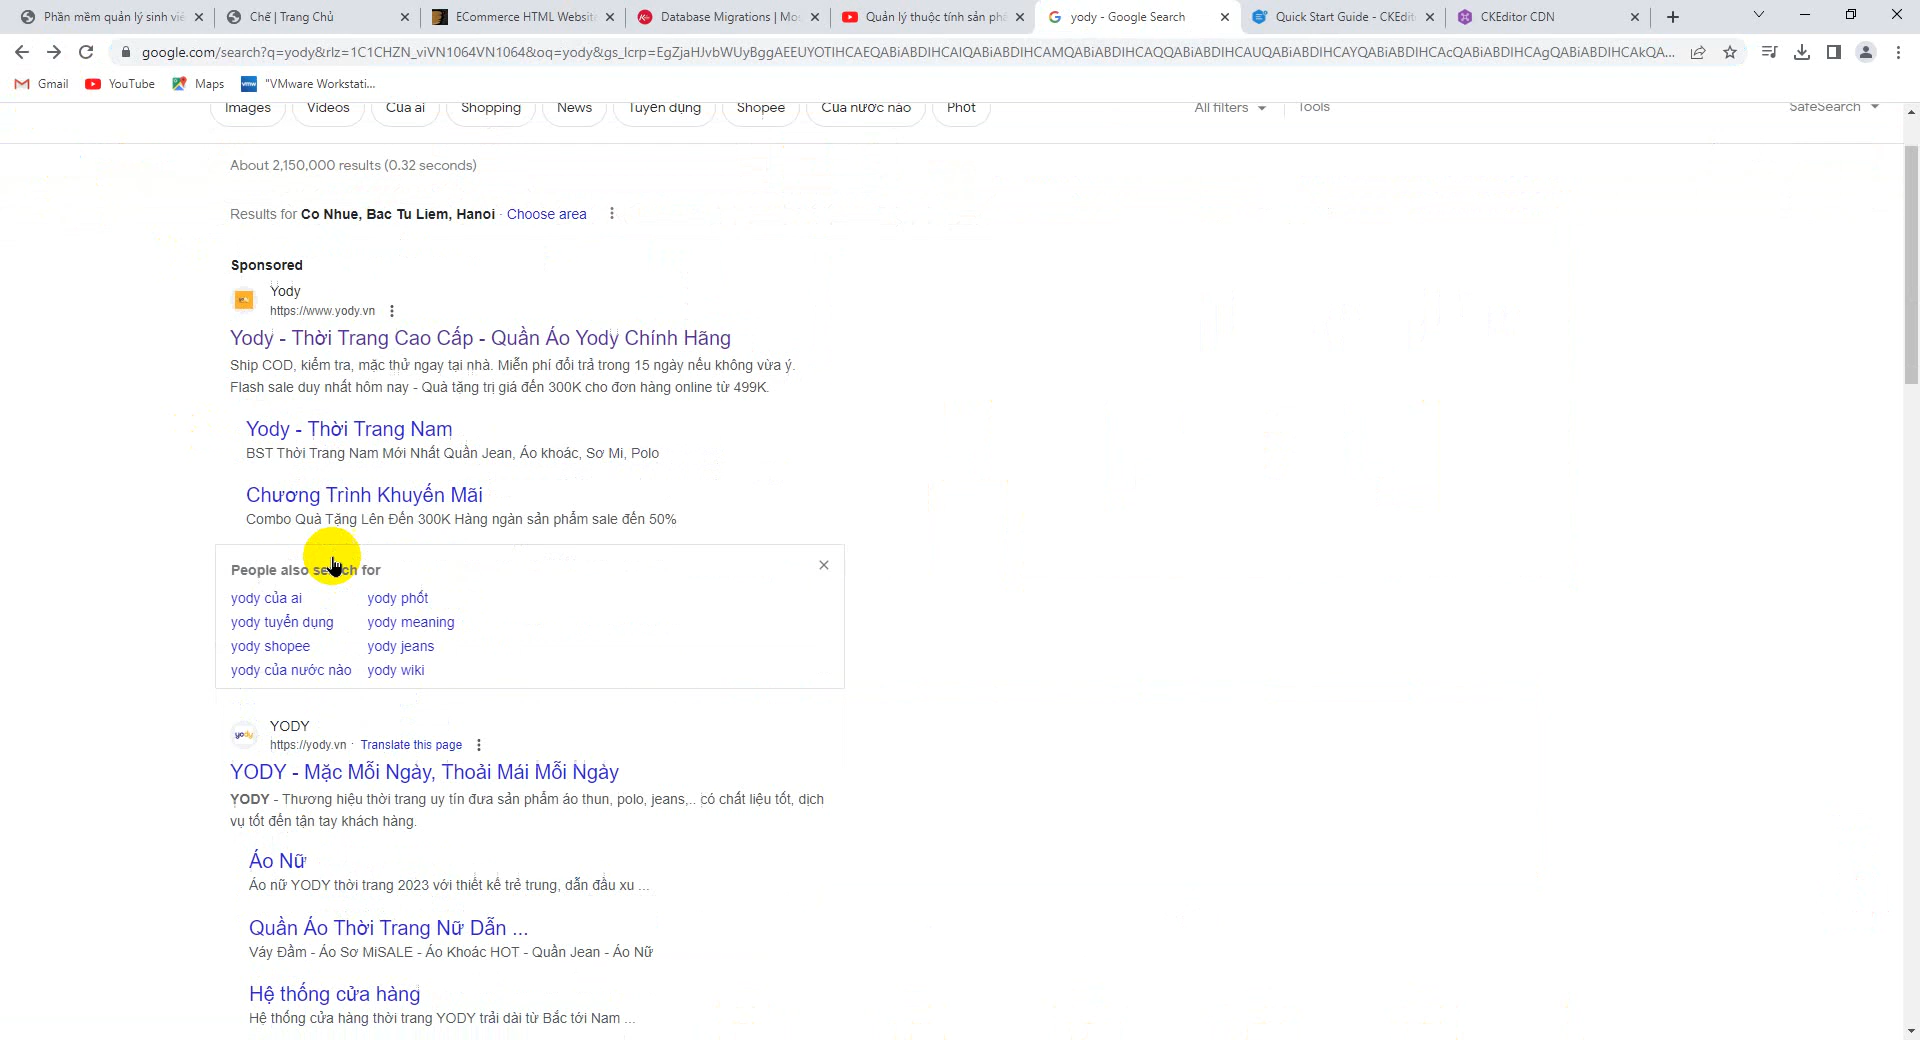 Phần mềm quản lý sinh viê
Chế | Trang Chủ
ECommerce HTML Website
Database Migrations | Mos
Quản lý thuộc tính sản phẩ
yody - Google Search
Quick Start Guide - CKEdit
CKEditor CDN
google.com/search?q=yody&rlz=1C1CHZN_viVN1064VN1064&oq=yody&gs_lcrp=EgZjaHJvbWUyBggAEEUYOTIHCAEQABiABDIHCAIQABiABDIHCAMQABiABDIHCAQQABiABDIHCAUQABiABDIHCAYQABiABDIHCAcQABiABDIHCAgQABiABDIHCAkQA...
Gmail
YouTube
Maps
"VMware Workstati...
Images
Videos
Của ai
Shopping
News
Tuyển dụng
Shopee
Của nước nào
Phốt
All filters
Tools
SafeSearch
About 2,150,000 results (0.32 seconds)
Results for Co Nhue, Bac Tu Liem, Hanoi · Choose area
Sponsored
Yody
https://www.yody.vn
Yody - Thời Trang Cao Cấp - Quần Áo Yody Chính Hãng
Ship COD, kiểm tra, mặc thử ngay tại nhà. Miễn phí đổi trả trong 15 ngày nếu không vừa ý.
Flash sale duy nhất hôm nay - Quà tặng trị giá đến 300K cho đơn hàng online từ 499K.
Yody - Thời Trang Nam
BST Thời Trang Nam Mới Nhất Quần Jean, Áo khoác, Sơ Mi, Polo
Chương Trình Khuyến Mãi
Combo Quà Tặng Lên Đến 300K Hàng ngàn sản phẩm sale đến 50%
People also search for
yody của ai
yody phốt
yody tuyển dụng
yody meaning
yody shopee
yody jeans
yody của nước nào
yody wiki
yody
YODY
https://yody.vn · Translate this page
YODY - Mặc Mỗi Ngày, Thoải Mái Mỗi Ngày
YODY - Thương hiệu thời trang uy tín đưa sản phẩm áo thun, polo, jeans,.. có chất liệu tốt, dịch
vụ tốt đến tận tay khách hàng.
Áo Nữ
Áo nữ YODY thời trang 2023 với thiết kế trẻ trung, dẫn đầu xu ...
Quần Áo Thời Trang Nữ Dẫn ...
Váy Đầm - Áo Sơ MiSALE - Áo Khoác HOT - Quần Jean - Áo Nữ
Hệ thống cửa hàng
Hệ thống cửa hàng thời trang YODY trải dài từ Bắc tới Nam ...